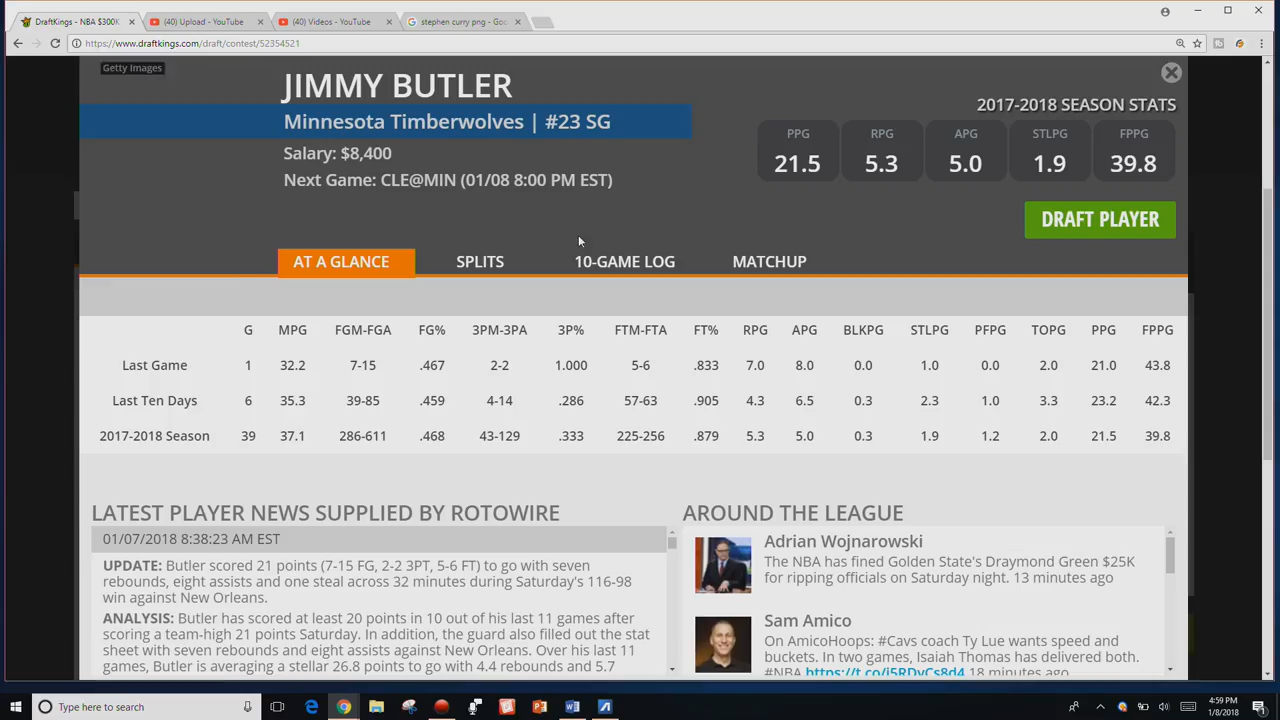 DraftKings - NBA $300K
(40) Upload - YouTube
(40) Videos - YouTube
stephen curry png - Goo
https://www.draftkings.com/draft/contest/52354521
Getty Images
JIMMY BUTLER
Minnesota Timberwolves | #23 SG
Salary: $8,400
Next Game: CLE@MIN (01/08 8:00 PM EST)
2017-2018 SEASON STATS
PPG RPG APG STLPG FPPG
21.5 5.3 5.0 1.9 39.8
DRAFT PLAYER
AT A GLANCE SPLITS 10-GAME LOG MATCHUP
G MPG FGM-FGA FG% 3PM-3PA 3P% FTM-FTA FT% RPG APG BLKPG STLPG PFPG TOPG PPG FPPG
Last Game 1 32.2 7-15 .467 2-2 1.000 5-6 .833 7.0 8.0 0.0 1.0 0.0 2.0 21.0 43.8
Last Ten Days 6 35.3 39-85 .459 4-14 .286 57-63 .905 4.3 6.5 0.3 2.3 1.0 3.3 23.2 42.3
2017-2018 Season 39 37.1 286-611 .468 43-129 .333 225-256 .879 5.3 5.0 0.3 1.9 1.2 2.0 21.5 39.8
LATEST PLAYER NEWS SUPPLIED BY ROTOWIRE
01/07/2018 8:38:23 AM EST
UPDATE: Butler scored 21 points (7-15 FG, 2-2 3PT, 5-6 FT) to go with seven
rebounds, eight assists and one steal across 32 minutes during Saturday's 116-98
win against New Orleans.
ANALYSIS: Butler has scored at least 20 points in 10 out of his last 11 games after
scoring a team-high 21 points Saturday. In addition, the guard also filled out the stat
sheet with seven rebounds and eight assists against New Orleans. Over his last 11
games, Butler is averaging a stellar 26.8 points to go with 4.4 rebounds and 5.7
AROUND THE LEAGUE
Adrian Wojnarowski
The NBA has fined Golden State's Draymond Green $25K
for ripping officials on Saturday night. 13 minutes ago
Sam Amico
On AmicoHoops: #Cavs coach Ty Lue wants speed and
buckets. In two games, Isaiah Thomas has delivered both.
#NBA https://t.co/j5RDyCs8d4 18 minutes ago
Type here to search
4:59 PM
1/8/2018